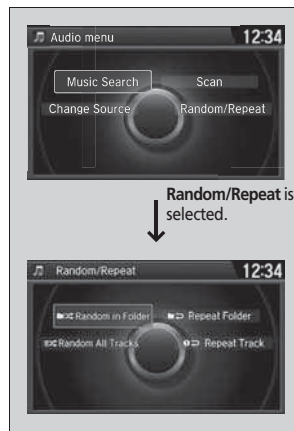 Audio menu 12:34
Music Search Scan
Change Source Random/Repeat
Random/Repeat is
selected.
Random/Repeat 12:34
Random in Folder Repeat Folder
Random All Tracks Repeat Track